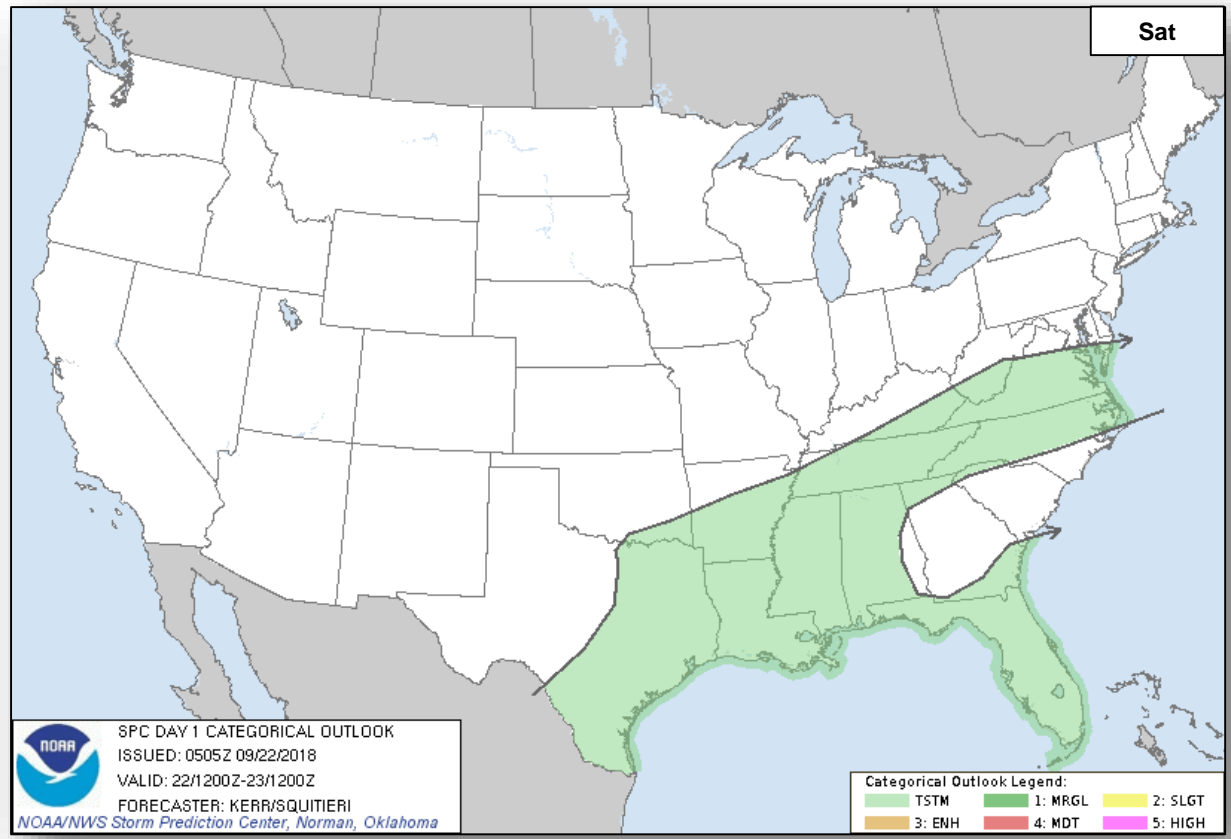 Sat
NOAA
SPC DAY 1 CATEGORICAL OUTLOOK
ISSUED: 0505Z 09/22/2018
VALID: 22/1200Z-23/1200Z
FORECASTER: KERR/SQUITIERI
NOAA/NWS Storm Prediction Center, Norman, Oklahoma
Categorical Outlook Legend:
TSTM 1: MRGL 2: SLGT
3: ENH 4: MDT 5: HIGH